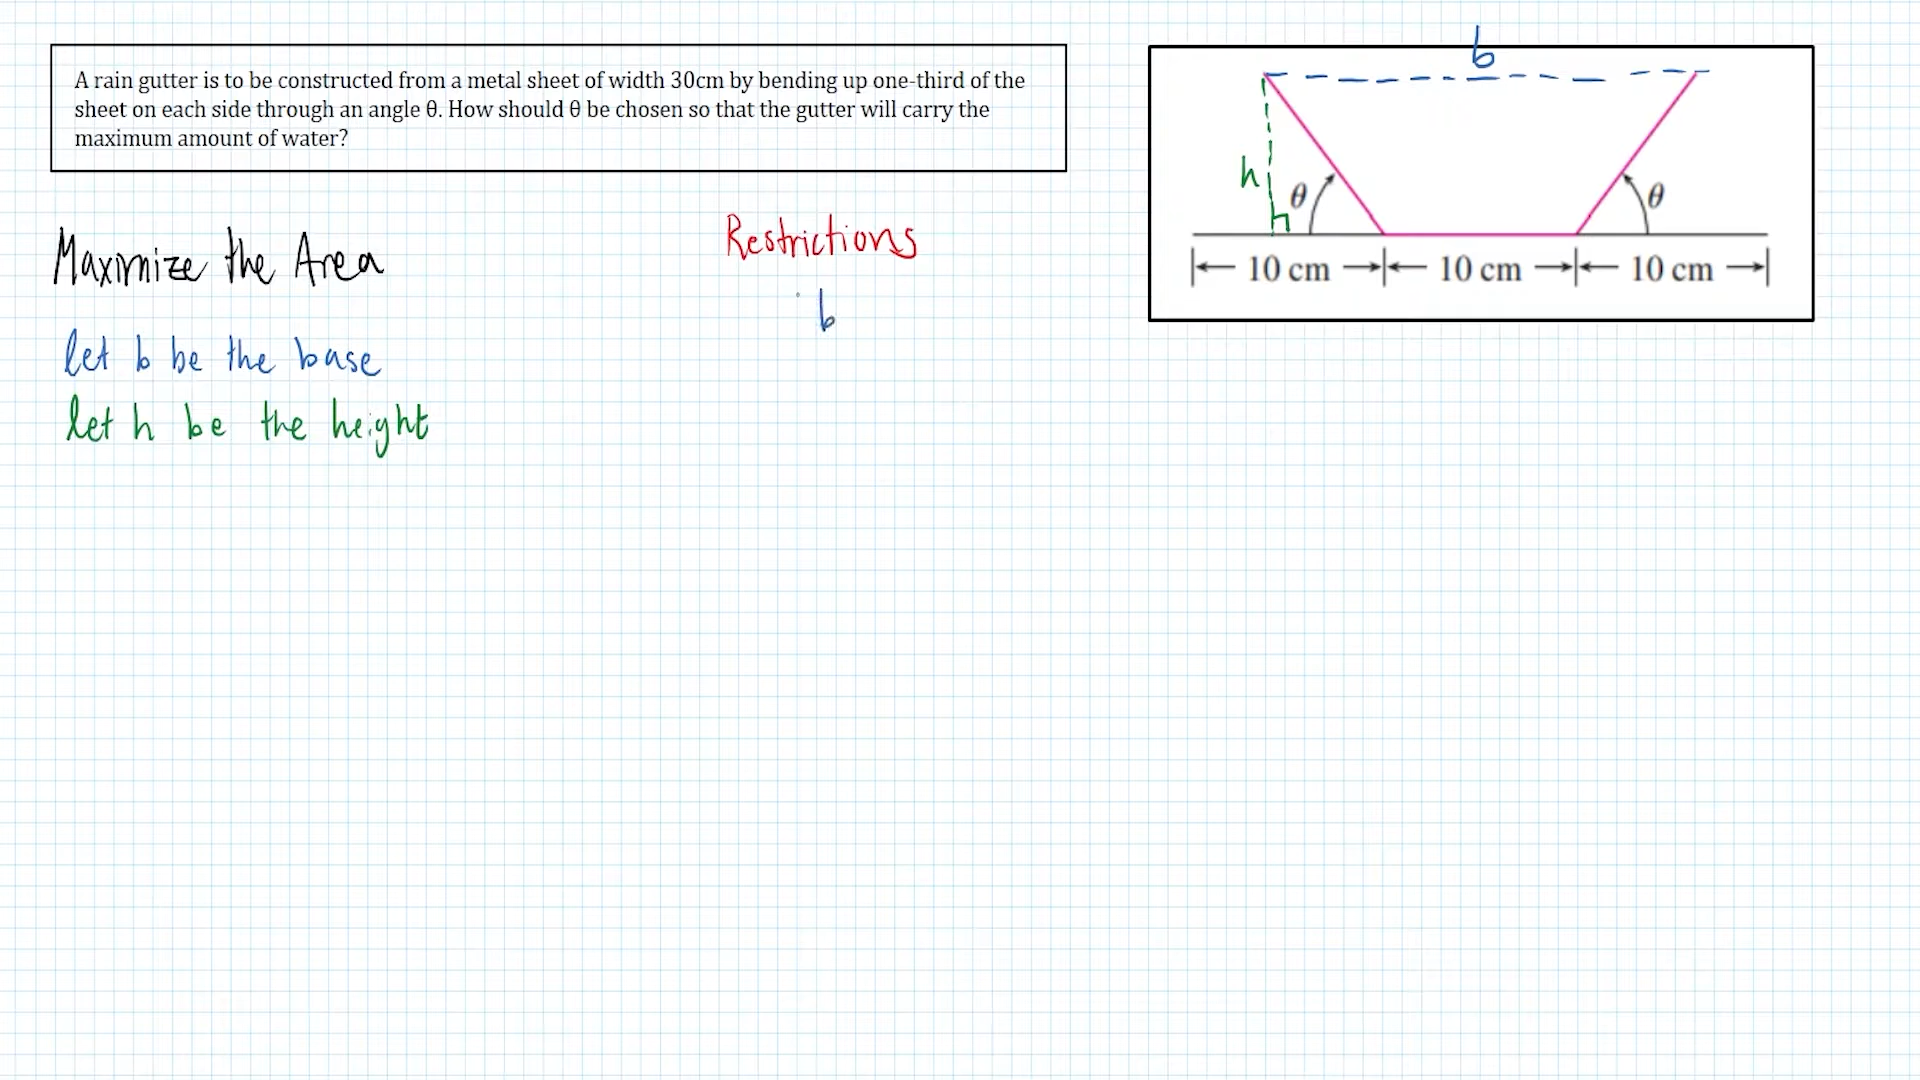 A rain gutter is to be constructed from a metal sheet of width 30cm by bending up one-third of the
sheet on each side through an angle θ. How should θ be chosen so that the gutter will carry the
maximum amount of water?
Maximize the Area
let b be the base
let h be the height
Restrictions
b
b
h
θ
θ
10 cm
10 cm
10 cm